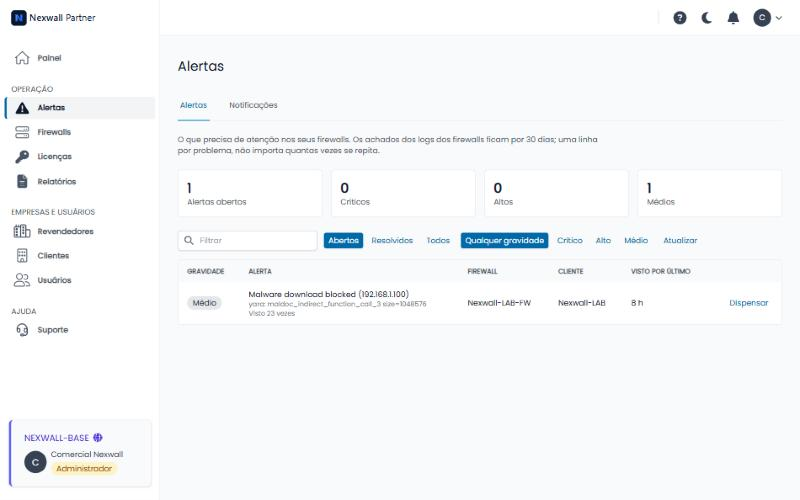 N Nexwall Partner
C
Painel
OPERAÇÃO
Alertas
Firewalls
Licenças
Relatórios
EMPRESAS E USUÁRIOS
Revendedores
Clientes
Usuários
AJUDA
Suporte
NEXWALL-BASE
C
Comercial Nexwall
Administrador
Alertas
Alertas Notificações
O que precisa de atenção nos seus firewalls. Os achados dos logs dos firewalls ficam por 30 dias; uma linha
por problema, não importa quantas vezes se repita.
1
Alertas abertos
0
Críticos
0
Altos
1
Médios
Filtrar Abertos Resolvidos Todos Qualquer gravidade Crítico Alto Médio Atualizar
GRAVIDADE ALERTA FIREWALL CLIENTE VISTO POR ÚLTIMO
Médio Malware download blocked (192.168.1.100) Nexwall-LAB-FW Nexwall-LAB 8 h Dispensar
yara: maldoc_indirect_function_call_3 size=1048576
Visto 23 vezes